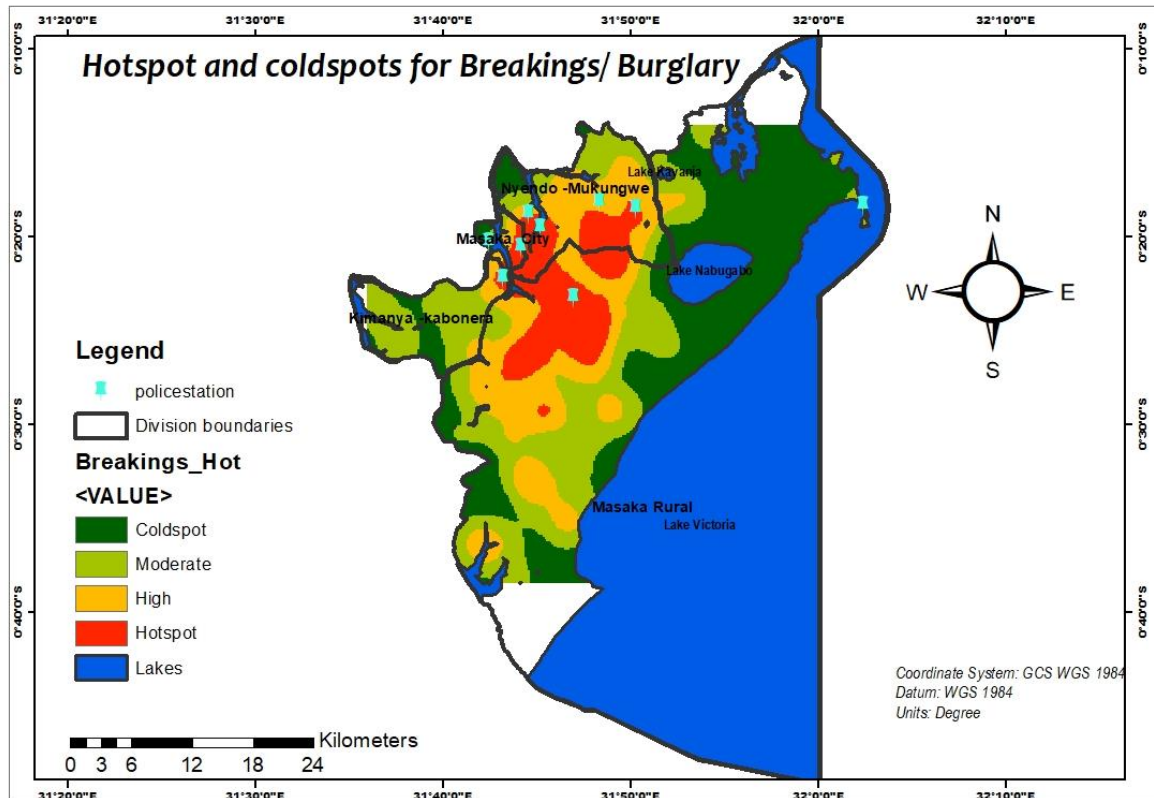 31°20'0"E 31°30'0"E 31°40'0"E 31°50'0"E 32°0'0"E 32°10'0"E
0°10'0"S 0°10'0"S
Hotspot and coldspots for Breakings/ Burglary
Lake Kayanja
Nyendo -Mukungwe
0°20'0"S 0°20'0"S
Masaka City
Lake Nabugabo
N
W E
S
Kimanya -kabonera
Legend
policestation
Division boundaries
0°30'0"S 0°30'0"S
Breakings_Hot
<VALUE>
Masaka Rural
Lake Victoria
Coldspot
Moderate
High
0°40'0"S 0°40'0"S
Hotspot
Lakes
Coordinate System: GCS WGS 1984
Datum: WGS 1984
Units: Degree
Kilometers
0 3 6 12 18 24
31°20'0"E 31°30'0"E 31°40'0"E 31°50'0"E 32°0'0"E 32°10'0"E